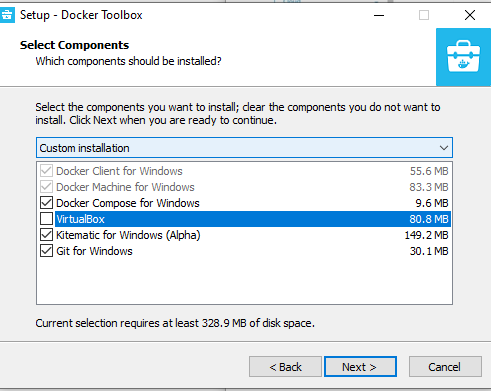 Setup - Docker Toolbox
Select Components
Which components should be installed?
Select the components you want to install; clear the components you do not want to
install. Click Next when you are ready to continue.
Custom installation
Docker Client for Windows 55.6 MB
Docker Machine for Windows 83.3 MB
Docker Compose for Windows 9.6 MB
VirtualBox 80.8 MB
Kitematic for Windows (Alpha) 149.2 MB
Git for Windows 30.1 MB
Current selection requires at least 328.9 MB of disk space.
< Back Next > Cancel